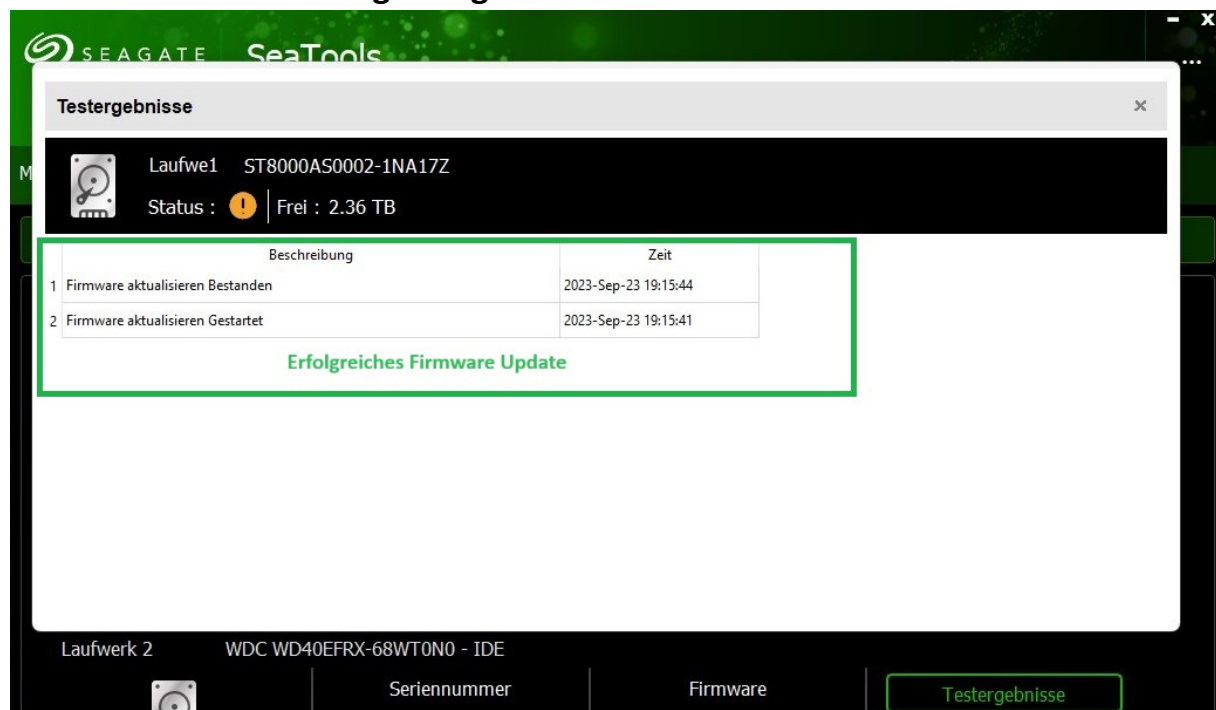 SEAGATE SeaTools
- x
...
Testergebnisse ×
M
Laufwe1 ST8000AS0002-1NA17Z
Status : ! Frei : 2.36 TB
Beschreibung Zeit
1 Firmware aktualisieren Bestanden 2023-Sep-23 19:15:44
2 Firmware aktualisieren Gestartet 2023-Sep-23 19:15:41
Erfolgreiches Firmware Update
Laufwerk 2 WDC WD40EFRX-68WT0N0 - IDE
Seriennummer Firmware Testergebnisse